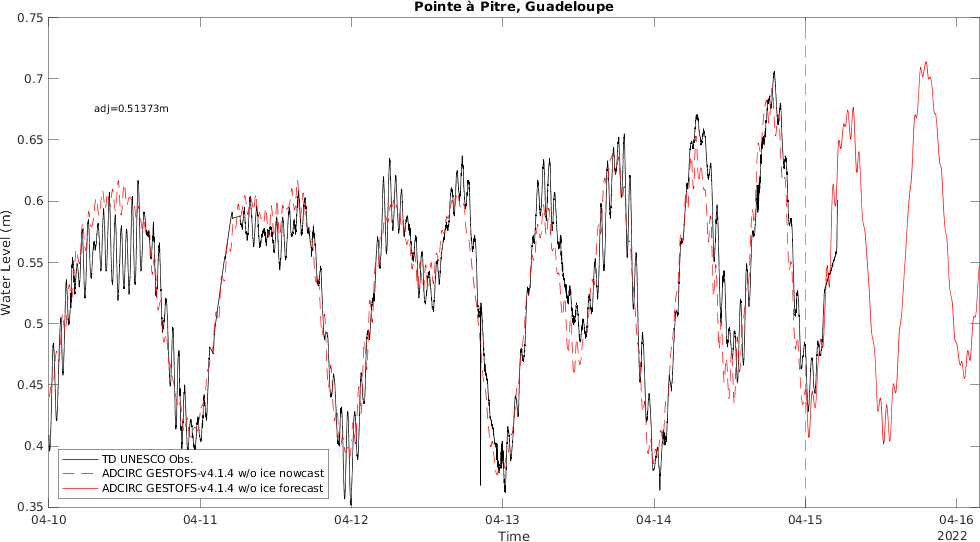 Pointe à Pitre, Guadeloupe
0.75
0.7
0.65
0.6
0.55
0.5
0.45
0.4
0.35
Water Level (m)
adj=0.51373m
TD UNESCO Obs.
ADCIRC GESTOFS-v4.1.4 w/o ice nowcast
ADCIRC GESTOFS-v4.1.4 w/o ice forecast
04-10 04-11 04-12 04-13 04-14 04-15 04-16
Time
2022